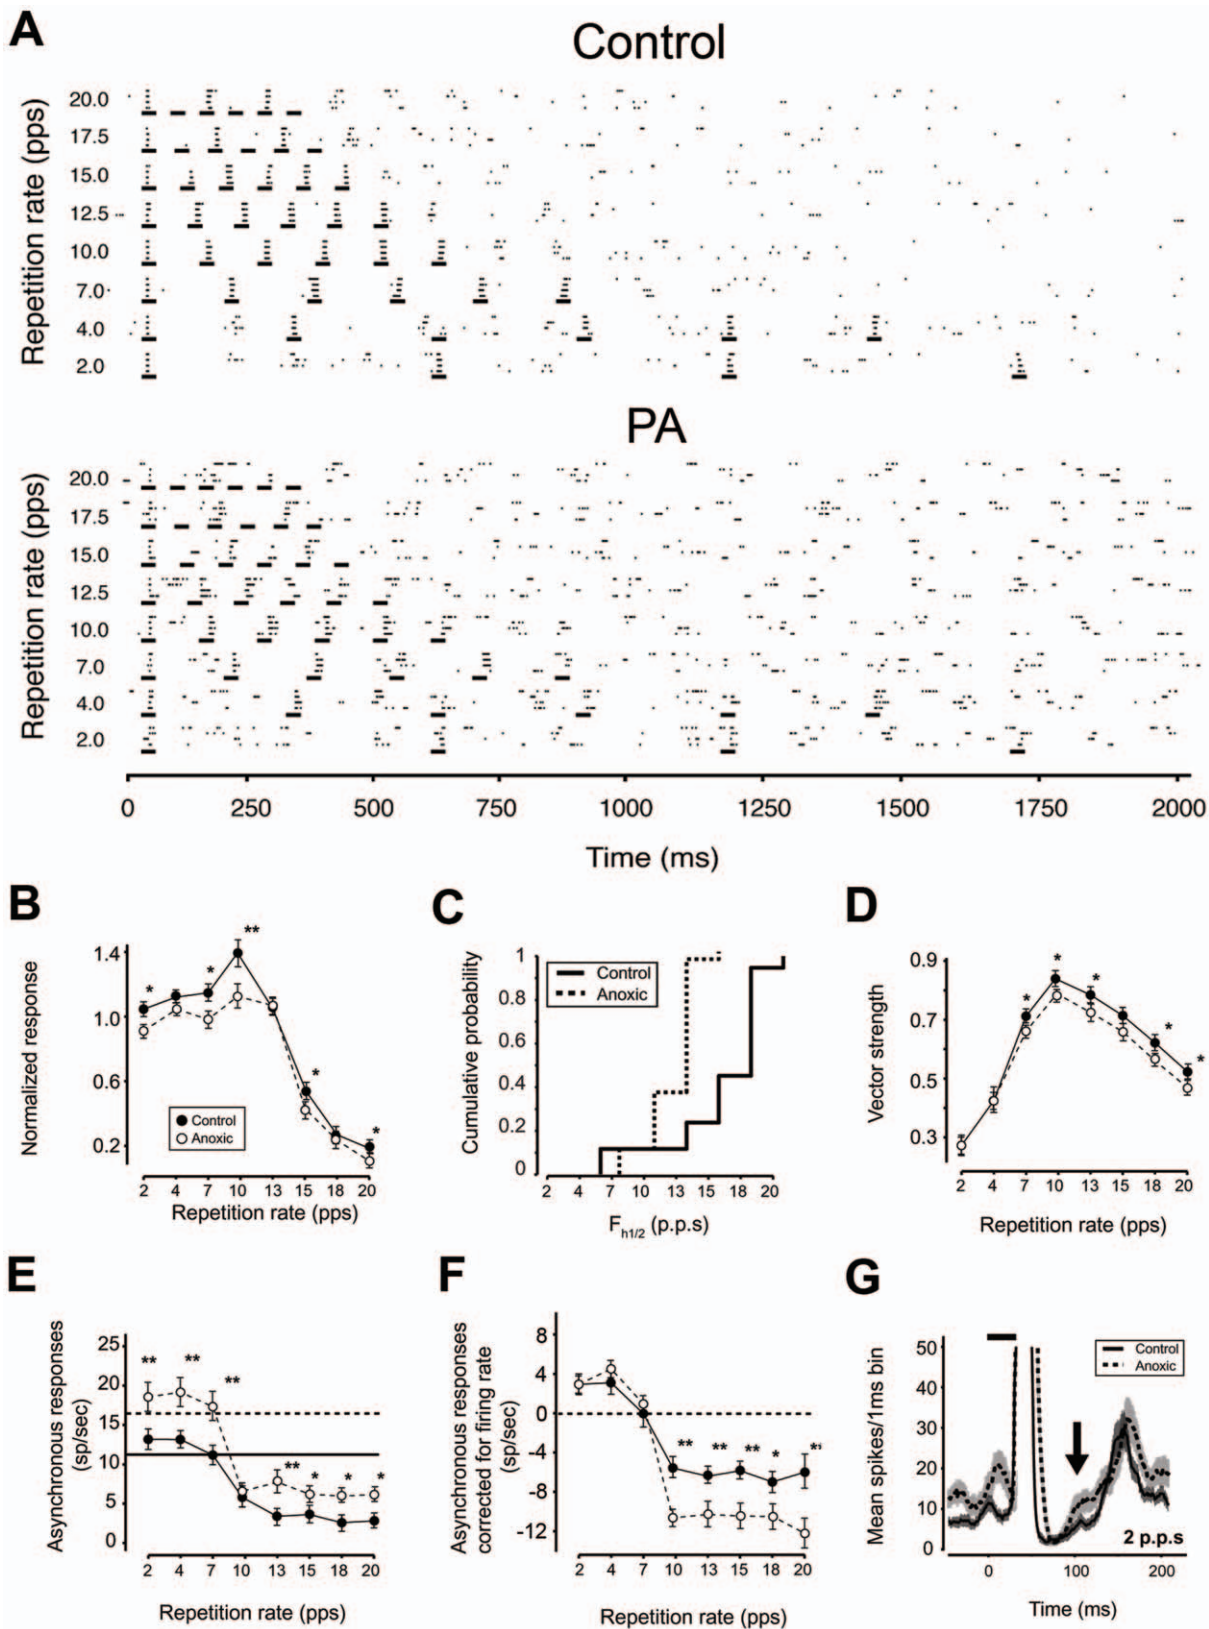 A
Control
Repetition rate (pps)
20.0
17.5
15.0
12.5
10.0
7.0
4.0
2.0
PA
Repetition rate (pps)
20.0
17.5
15.0
12.5
10.0
7.0
4.0
2.0
0 250 500 750 1000 1250 1500 1750 2000
Time (ms)
B
Normalized response
1.4
1.0
0.6
0.2
* * ** * *
Control
Anoxic
2 4 7 10 13 15 18 20
Repetition rate (pps)
C
Cumulative probability
1
0.8
0.6
0.4
0.2
0
Control
Anoxic
2 4 7 10 13 15 18 20
Fh1/2 (p.p.s)
D
Vector strength
0.9
0.7
0.5
0.3
* * * * *
2 4 7 10 13 15 18 20
Repetition rate (pps)
E
Asynchronous responses
(sp/sec)
25
20
15
10
5
0
** ** ** ** * * *
2 4 7 10 13 15 18 20
Repetition rate (pps)
F
Asynchronous responses
corrected for firing rate
(sp/sec)
8
4
0
-4
-8
-12
** ** ** * **
2 4 7 10 13 15 18 20
Repetition rate (pps)
G
Mean spikes/1ms bin
50
40
30
20
10
0
Control
Anoxic
2 p.p.s
0 100 200
Time (ms)